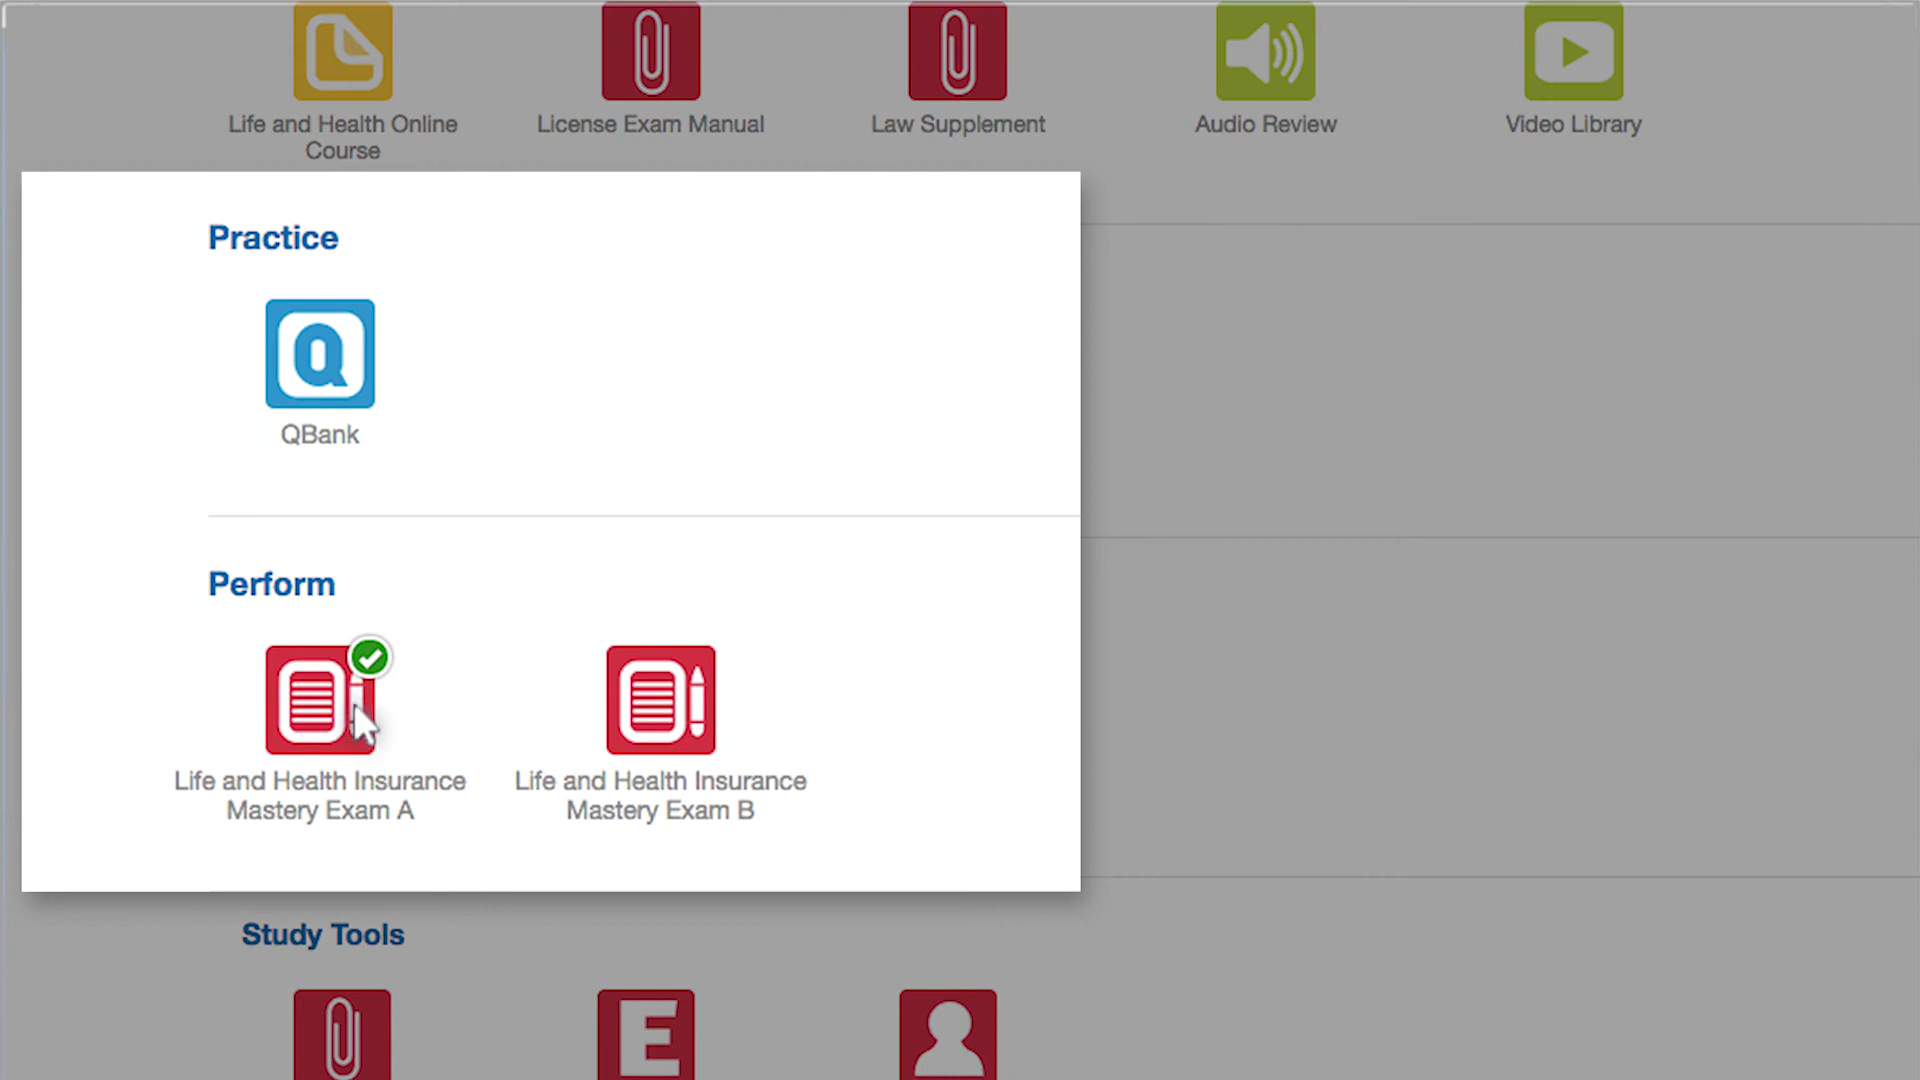 Life and Health Online
Course
License Exam Manual
Law Supplement
Audio Review
Video Library
Practice
Q
QBank
Perform
Life and Health Insurance
Mastery Exam A
Life and Health Insurance
Mastery Exam B
Study Tools
E